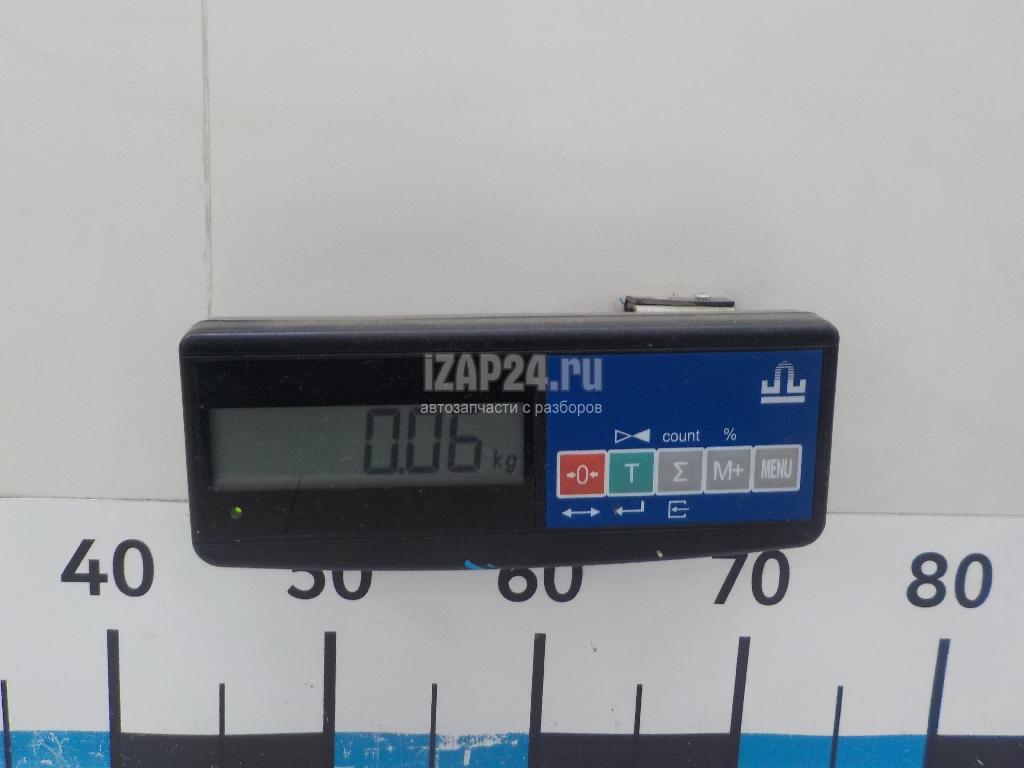 iZAP24.ru
автозапчасти с разборов
0.06 kg
count %
→0← T Σ M+ MENU
40 50 60 70 80